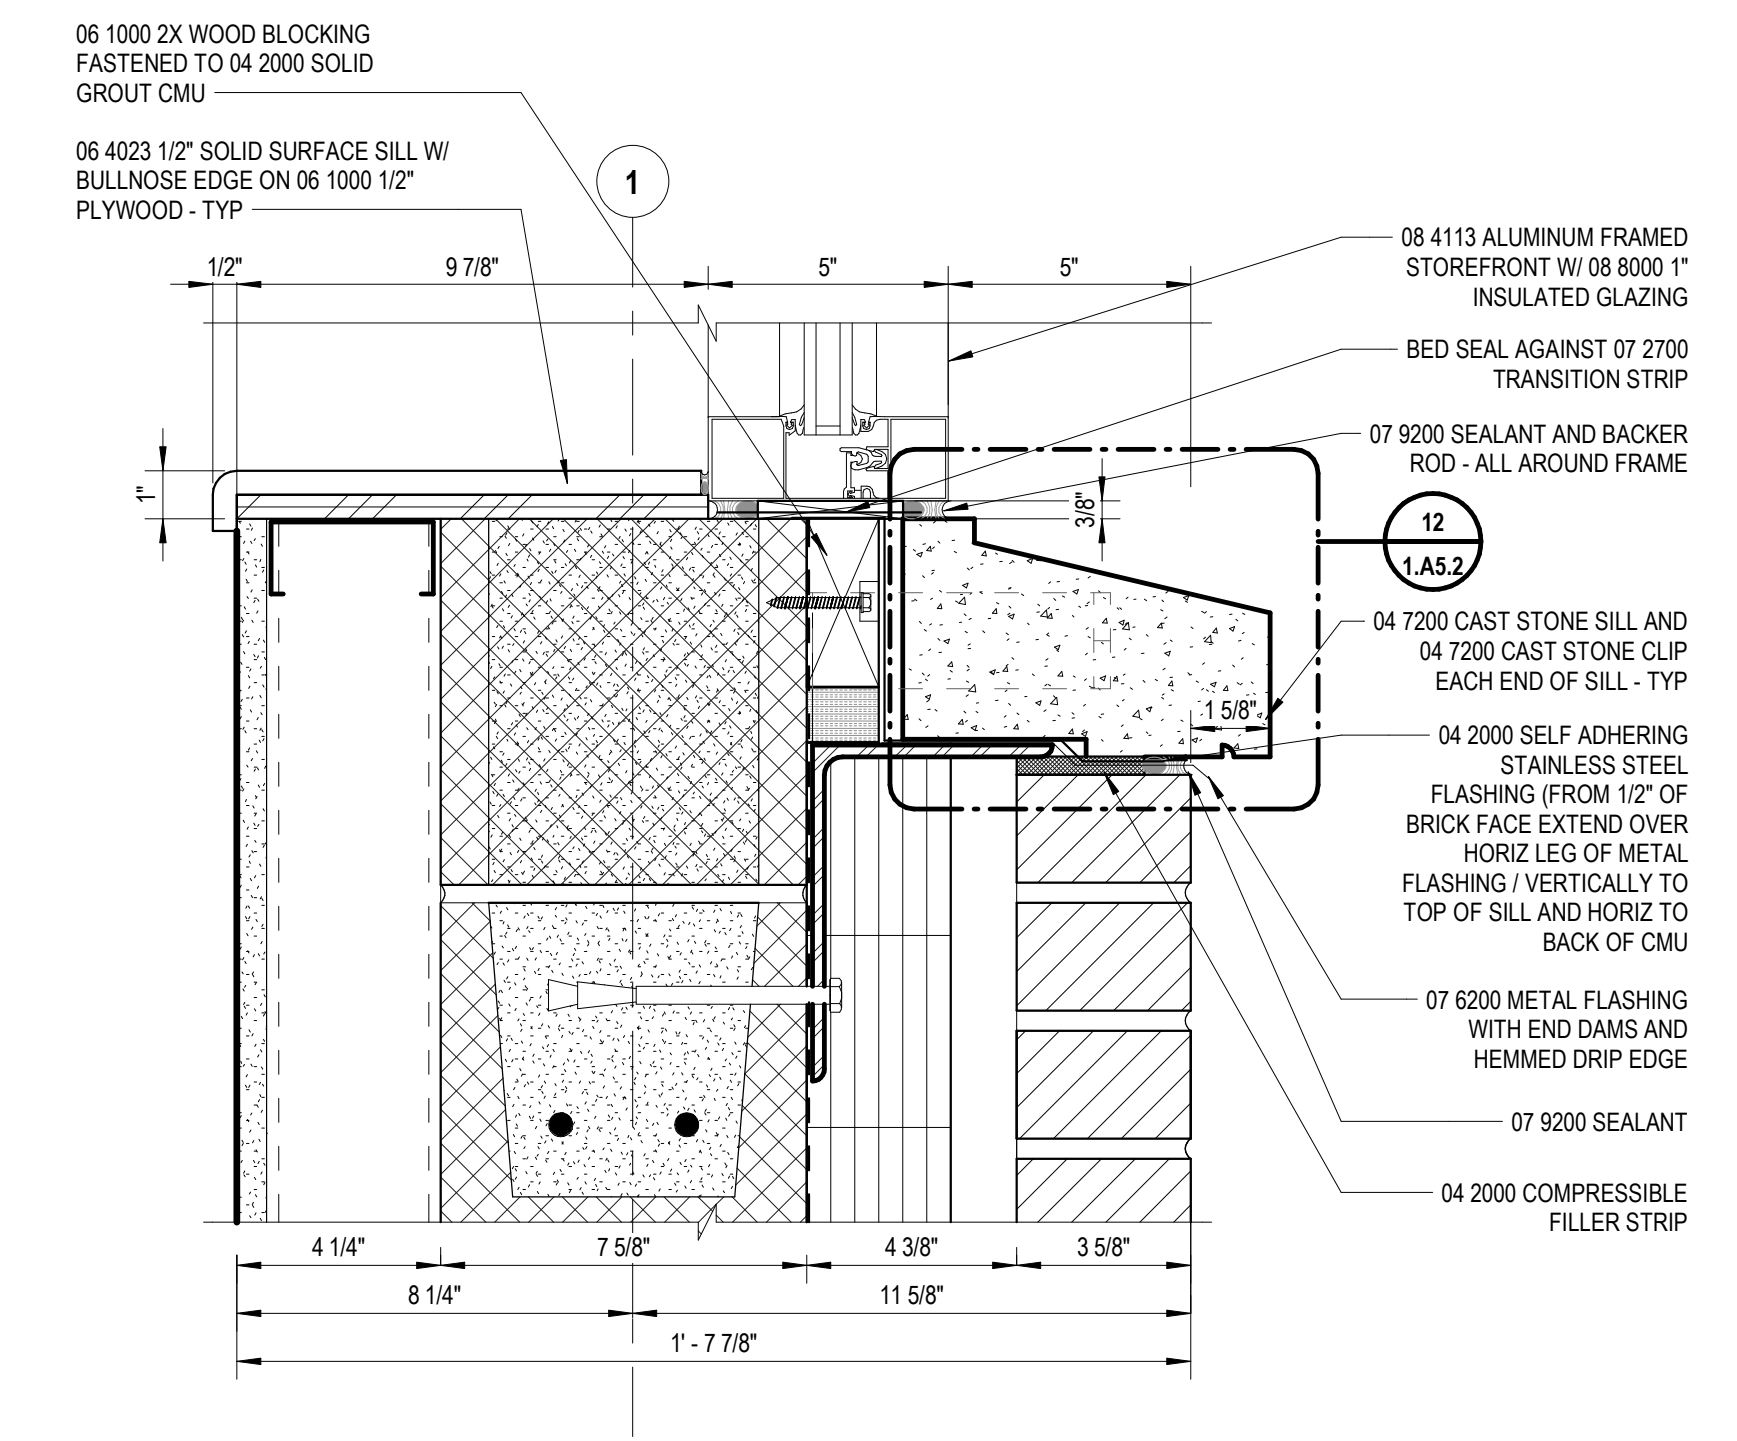 06 1000 2X WOOD BLOCKING
FASTENED TO 04 2000 SOLID
GROUT CMU
06 4023 1/2" SOLID SURFACE SILL W/
BULLNOSE EDGE ON 06 1000 1/2"
PLYWOOD - TYP
1
1/2"
9 7/8"
5"
5"
08 4113 ALUMINUM FRAMED
STOREFRONT W/ 08 8000 1"
INSULATED GLAZING
BED SEAL AGAINST 07 2700
TRANSITION STRIP
07 9200 SEALANT AND BACKER
ROD - ALL AROUND FRAME
1"
3/8"
12
1.A5.2
04 7200 CAST STONE SILL AND
04 7200 CAST STONE CLIP
EACH END OF SILL - TYP
1 5/8"
04 2000 SELF ADHERING
STAINLESS STEEL
FLASHING (FROM 1/2" OF
BRICK FACE EXTEND OVER
HORIZ LEG OF METAL
FLASHING / VERTICALLY TO
TOP OF SILL AND HORIZ TO
BACK OF CMU
07 6200 METAL FLASHING
WITH END DAMS AND
HEMMED DRIP EDGE
07 9200 SEALANT
04 2000 COMPRESSIBLE
FILLER STRIP
4 1/4"
7 5/8"
4 3/8"
3 5/8"
8 1/4"
11 5/8"
1' - 7 7/8"